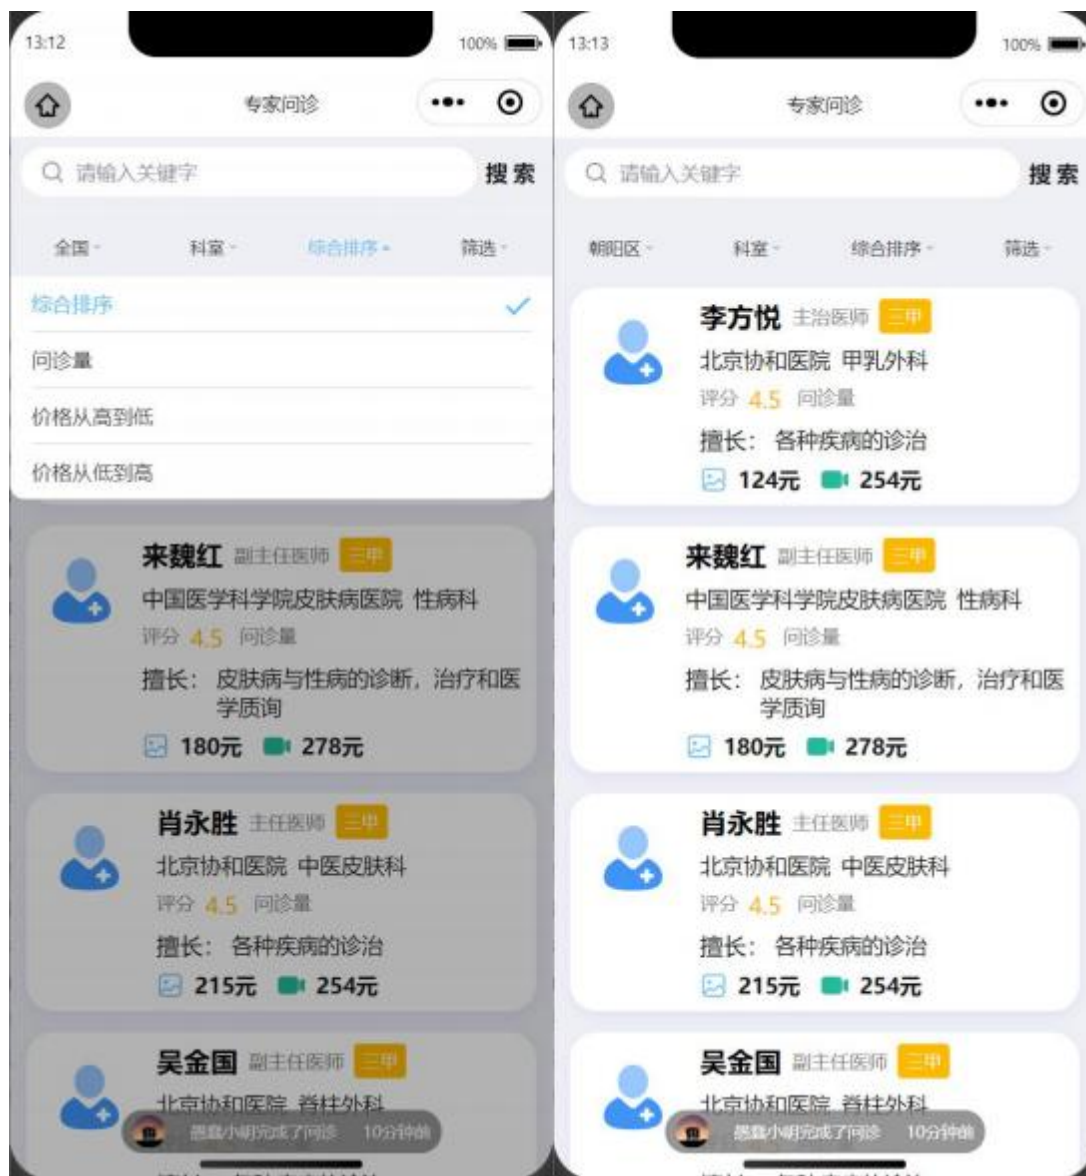 13:12
100%
专家问诊
请输入关键字
搜索
全国
科室
综合排序
筛选
综合排序
问诊量
价格从高到低
价格从低到高
来魏红 副主任医师 三甲
中国医学科学院皮肤病医院 性病科
评分 4.5 问诊量
擅长： 皮肤病与性病的诊断，治疗和医
学质询
180元 278元
肖永胜 主任医师 三甲
北京协和医院 中医皮肤科
评分 4.5 问诊量
擅长： 各种疾病的诊治
215元 254元
吴金国 副主任医师 三甲
北京协和医院 脊柱外科
愚蠢小明完成了问诊 10分钟前
13:13
100%
专家问诊
请输入关键字
搜索
朝阳区
科室
综合排序
筛选
李方悦 主治医师 三甲
北京协和医院 甲乳外科
评分 4.5 问诊量
擅长： 各种疾病的诊治
124元 254元
来魏红 副主任医师 三甲
中国医学科学院皮肤病医院 性病科
评分 4.5 问诊量
擅长： 皮肤病与性病的诊断，治疗和医
学质询
180元 278元
肖永胜 主任医师 三甲
北京协和医院 中医皮肤科
评分 4.5 问诊量
擅长： 各种疾病的诊治
215元 254元
吴金国 副主任医师 三甲
北京协和医院 脊柱外科
愚蠢小明完成了问诊 10分钟前